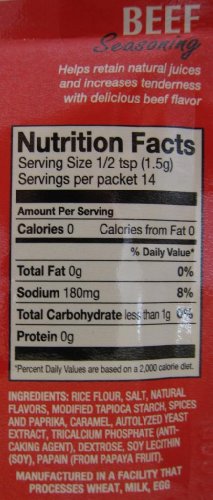 BEEF
Seasoning
Helps retain natural juices
and increases tenderness
with delicious beef flavor
Nutrition Facts
Serving Size 1/2 tsp (1.5g)
Servings per packet 14
Amount Per Serving
Calories 0 Calories from Fat 0
% Daily Value*
Total Fat 0g 0%
Sodium 180mg 8%
Total Carbohydrate less than 1g 0%
Protein 0g
*Percent Daily Values are based on a 2,000 calorie diet.
INGREDIENTS: RICE FLOUR, SALT, NATURAL
FLAVORS, MODIFIED TAPIOCA STARCH, SPICES
AND PAPRIKA, CARAMEL, AUTOLYZED YEAST
EXTRACT, TRICALCIUM PHOSPHATE (ANTI-
CAKING AGENT), DEXTROSE, SOY LECITHIN
(SOY), PAPAIN (FROM PAPAYA FRUIT).
MANUFACTURED IN A FACILITY THAT
PROCESSES WHEAT, MILK, EGG